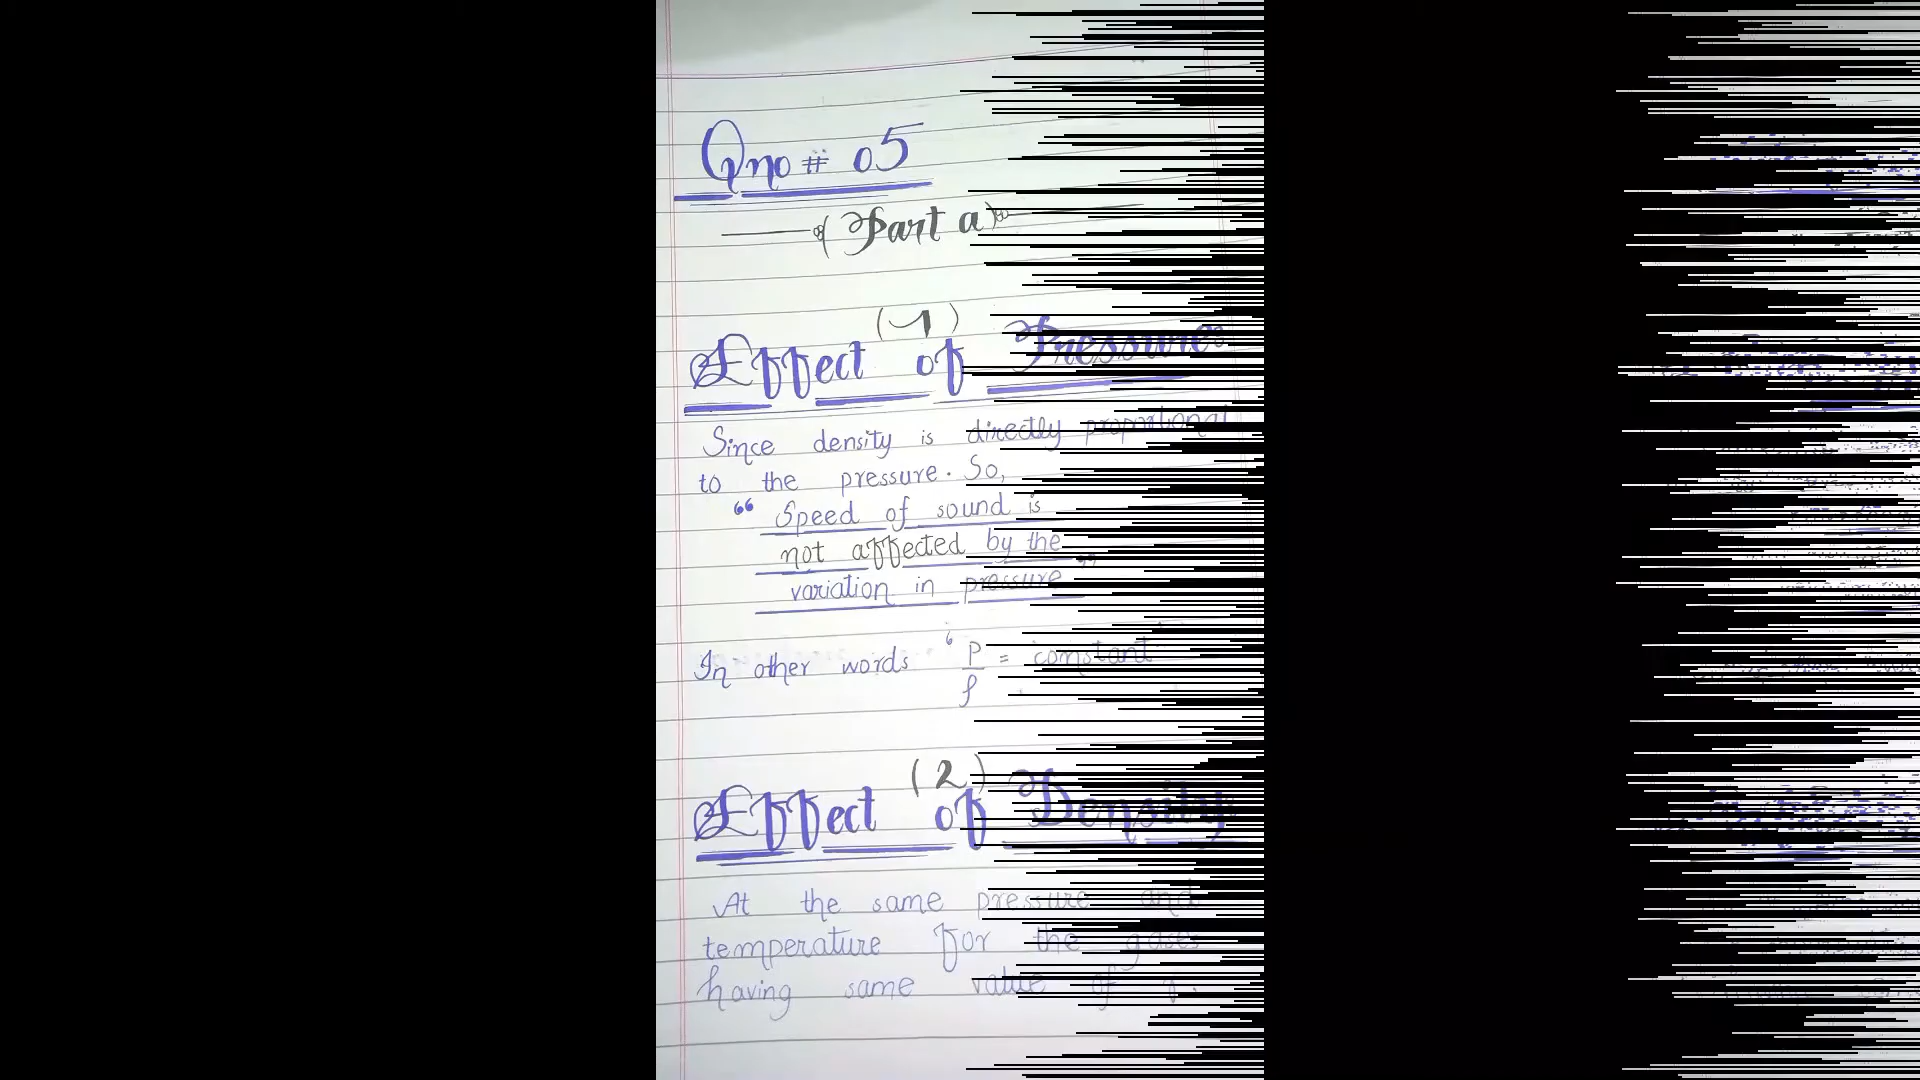 Qno # 05
(Part a)
(1)
Effect of Pressure:
Since density is directly proportional
to the pressure. So,
“ Speed of sound is
not affected by the
variation in pressure ”
In other words ‘ P/ρ = constant
(2)
Effect of Density
At the same pressure and
temperature for the gases
having same value of